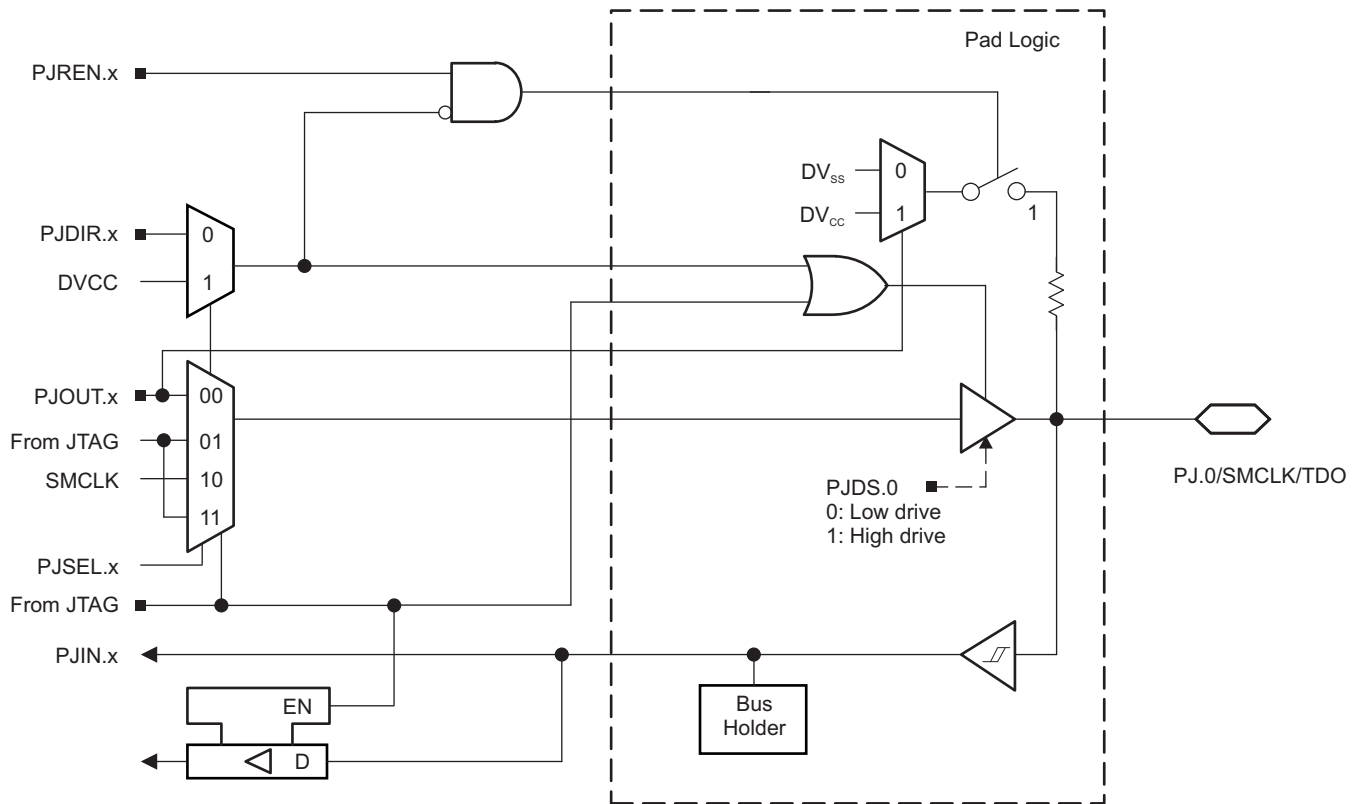 Pad Logic
PJREN.x
DVSS
0
DVCC
1
1
PJDIR.x
0
DVCC
1
PJOUT.x
00
From JTAG
01
SMCLK
10
11
PJDS.0
0: Low drive
1: High drive
PJ.0/SMCLK/TDO
PJSEL.x
From JTAG
PJIN.x
EN
D
Bus
Holder